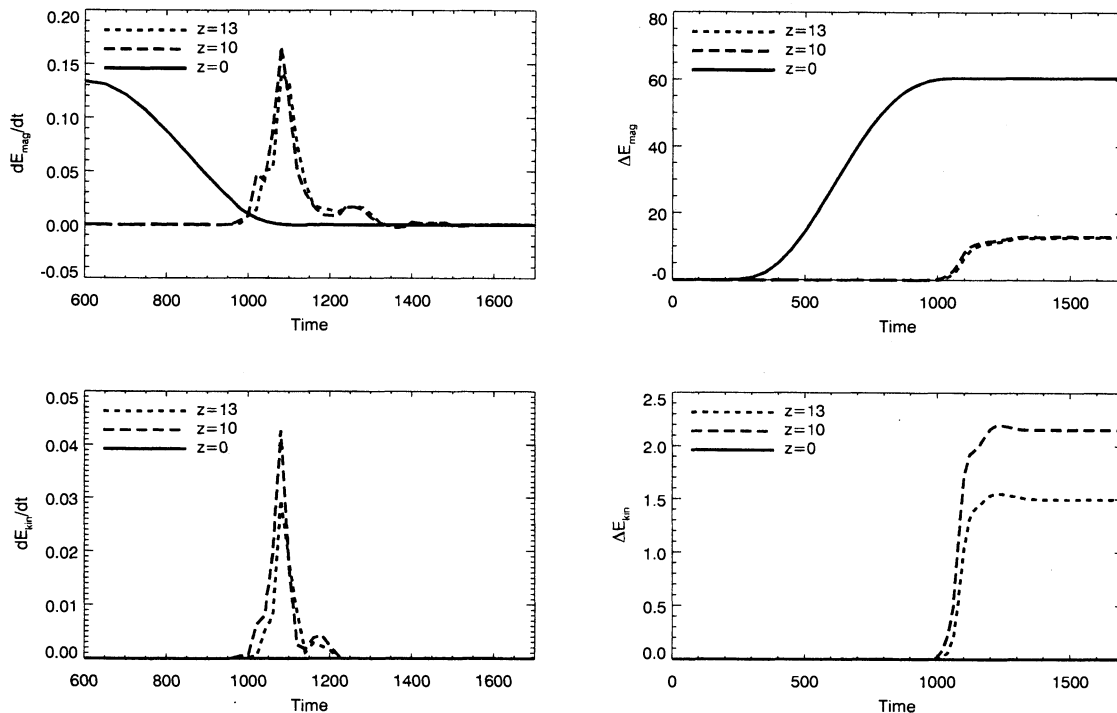 dE_mag/dt
0.20
0.15
0.10
0.05
0.00
-0.05
z=13
z=10
z=0
600 800 1000 1200 1400 1600
Time
ΔE_mag
80
60
40
20
-0
z=13
z=10
z=0
0 500 1000 1500
Time
dE_kin/dt
0.05
0.04
0.03
0.02
0.01
0.00
z=13
z=10
z=0
600 800 1000 1200 1400 1600
Time
ΔE_kin
2.5
2.0
1.5
1.0
0.5
0.0
z=13
z=10
z=0
0 500 1000 1500
Time